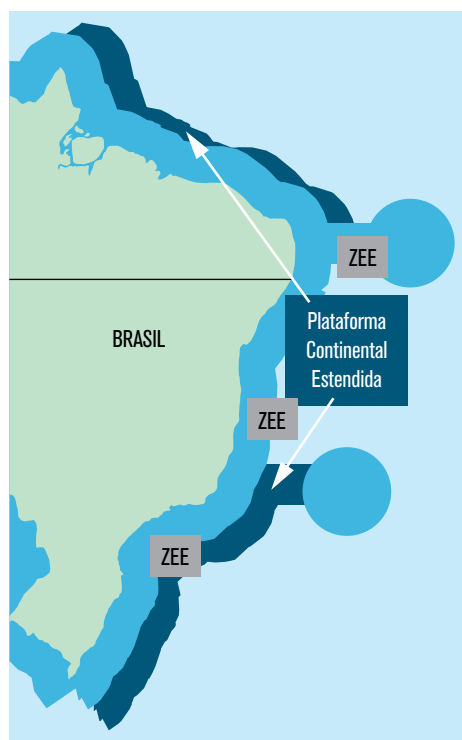 ZEE
Plataforma
Continental
Estendida
BRASIL
ZEE
ZEE